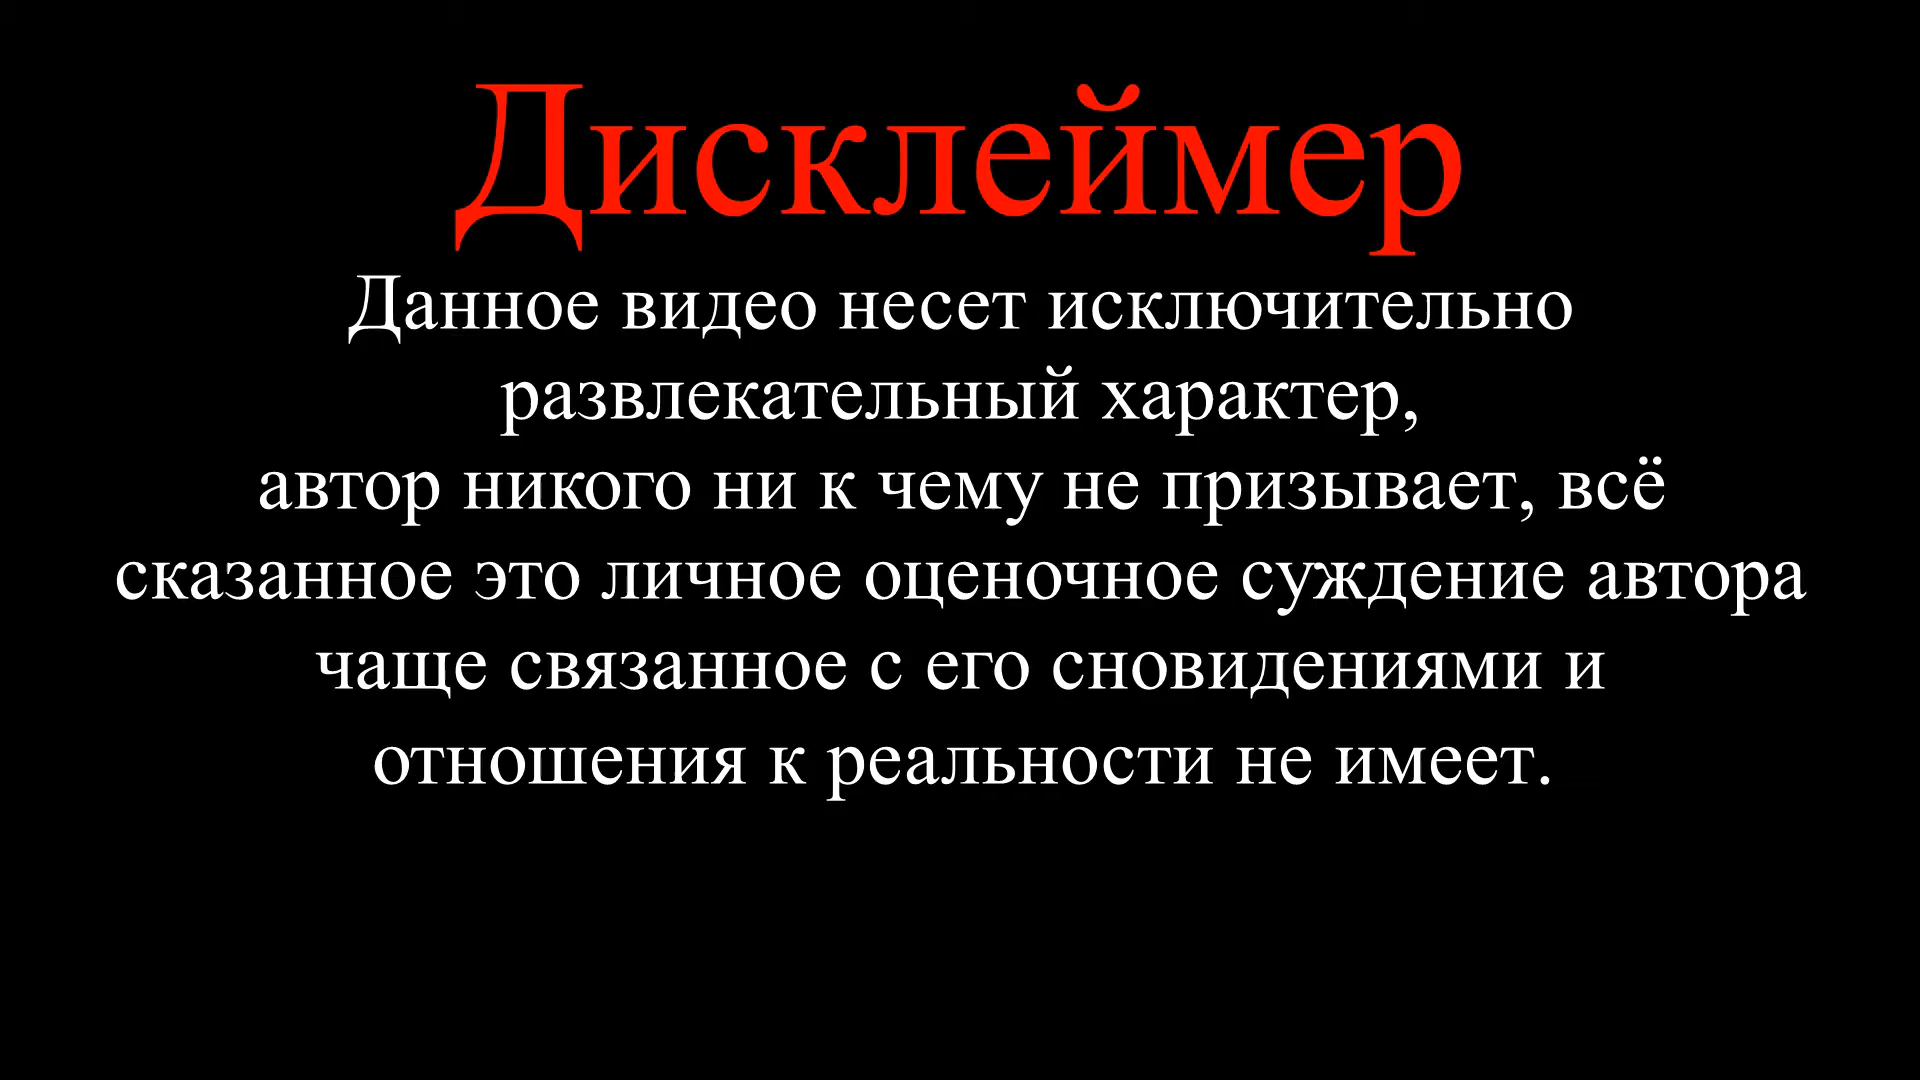 Дисклеймер
Данное видео несет исключительно
развлекательный характер,
автор никого ни к чему не призывает, всё
сказанное это личное оценочное суждение автора
чаще связанное с его сновидениями и
отношения к реальности не имеет.